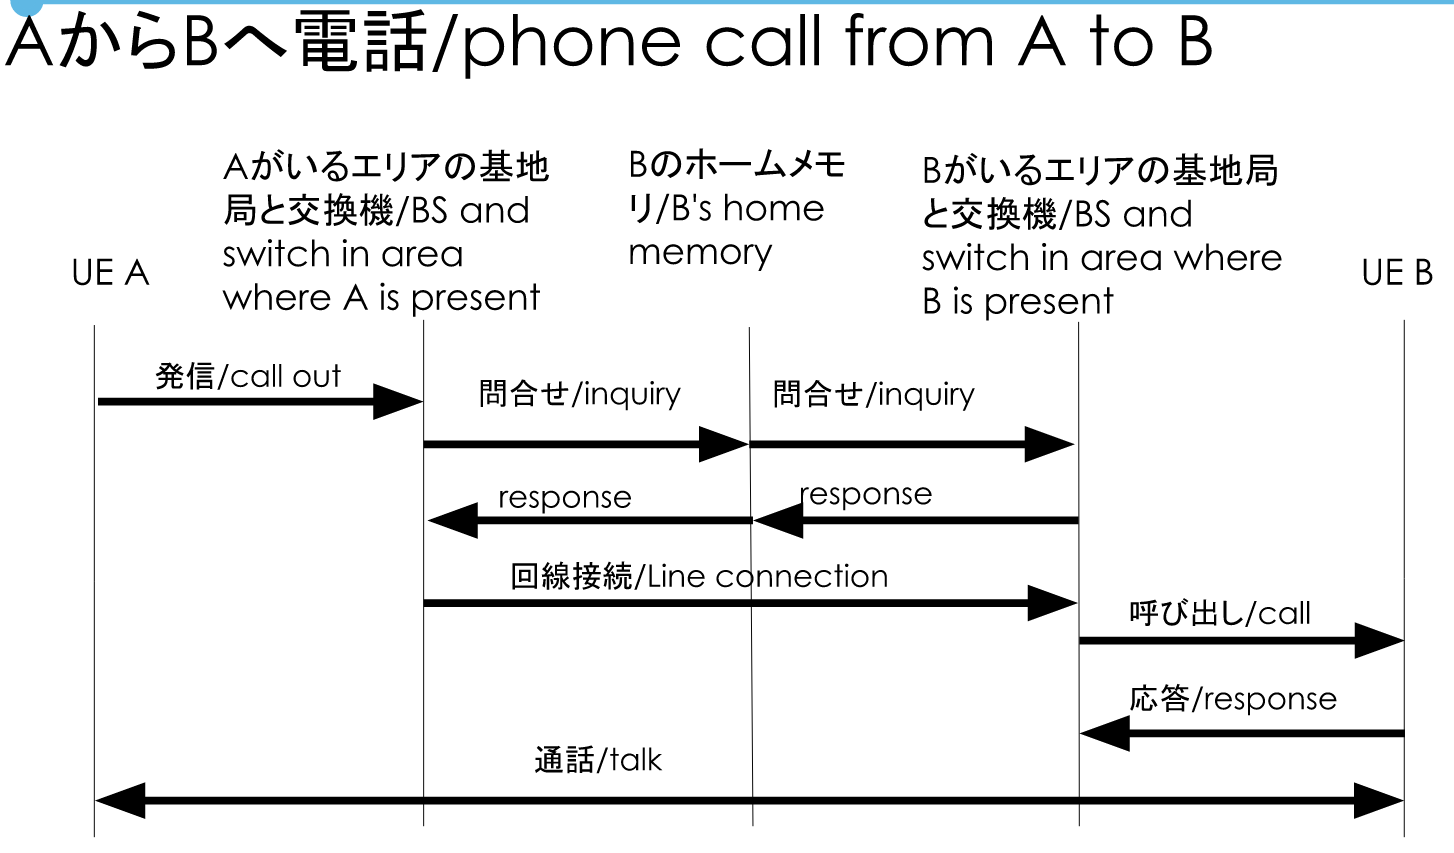 AからBへ電話/phone call from A to B
UE A
Aがいるエリアの基地
局と交換機/BS and
switch in area
where A is present
Bのホームメモ
リ/B's home
memory
Bがいるエリアの基地局
と交換機/BS and
switch in area where
B is present
UE B
発信/call out
問合せ/inquiry
問合せ/inquiry
response
response
回線接続/Line connection
呼び出し/call
応答/response
通話/talk